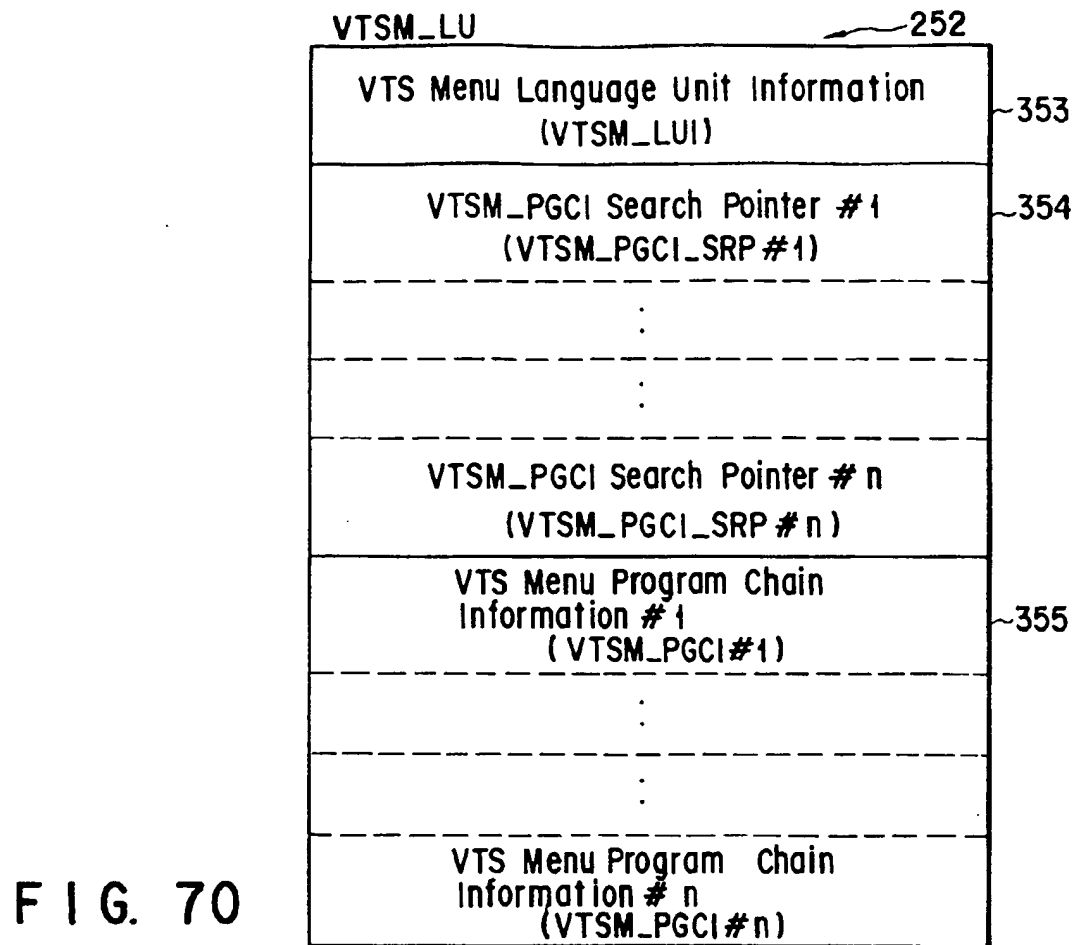 VTSM_LU
252
VTS Menu Language Unit Information
(VTSM_LUI)
353
VTSM_PGCI Search Pointer #1
(VTSM_PGCI_SRP#1)
354
VTSM_PGCI Search Pointer # n
(VTSM_PGCI_SRP # n)
VTS Menu Program Chain
Information # 1
(VTSM_PGCI#1)
355
VTS Menu Program Chain
Information # n
(VTSM_PGCI#n)
FIG. 70